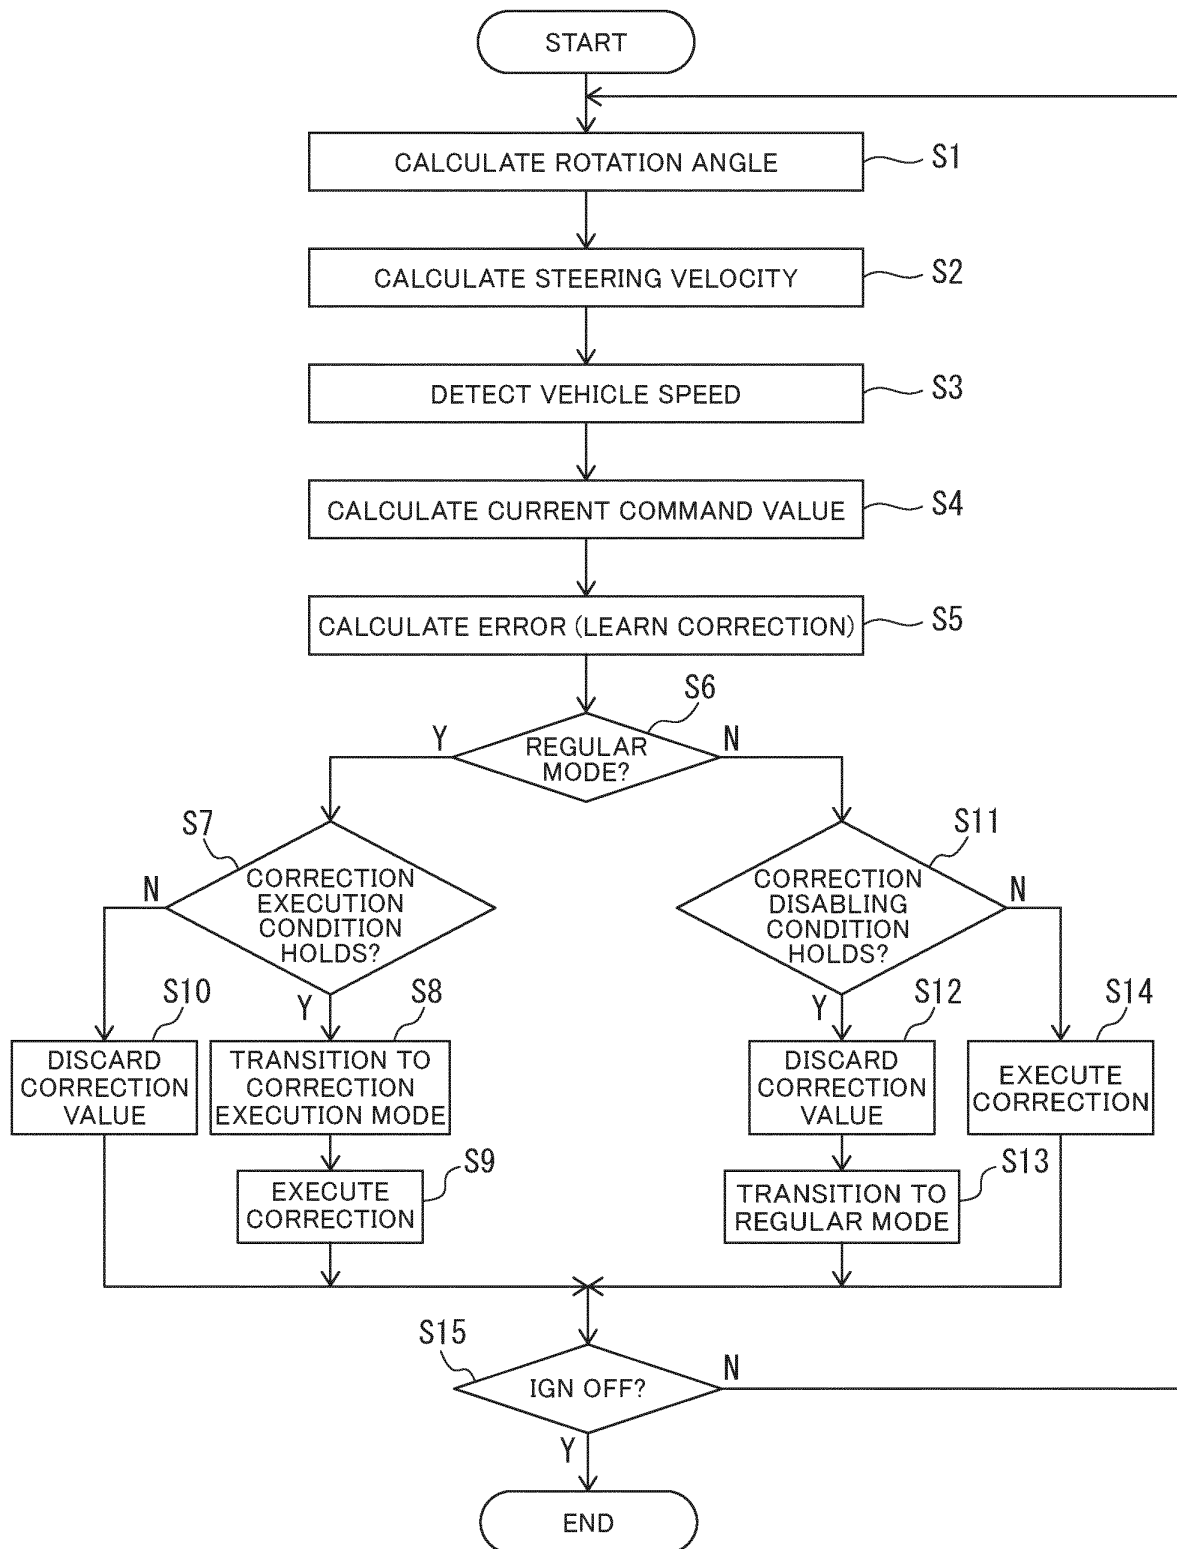 START
CALCULATE ROTATION ANGLE
S1
CALCULATE STEERING VELOCITY
S2
DETECT VEHICLE SPEED
S3
CALCULATE CURRENT COMMAND VALUE
S4
CALCULATE ERROR (LEARN CORRECTION)
S5
S6
Y
REGULAR
MODE?
N
S7
N
CORRECTION
EXECUTION
CONDITION
HOLDS?
Y
S11
CORRECTION
DISABLING
CONDITION
HOLDS?
N
Y
S10
DISCARD
CORRECTION
VALUE
S8
TRANSITION TO
CORRECTION
EXECUTION MODE
S12
DISCARD
CORRECTION
VALUE
S14
EXECUTE
CORRECTION
S9
EXECUTE
CORRECTION
S13
TRANSITION TO
REGULAR MODE
S15
IGN OFF?
N
Y
END